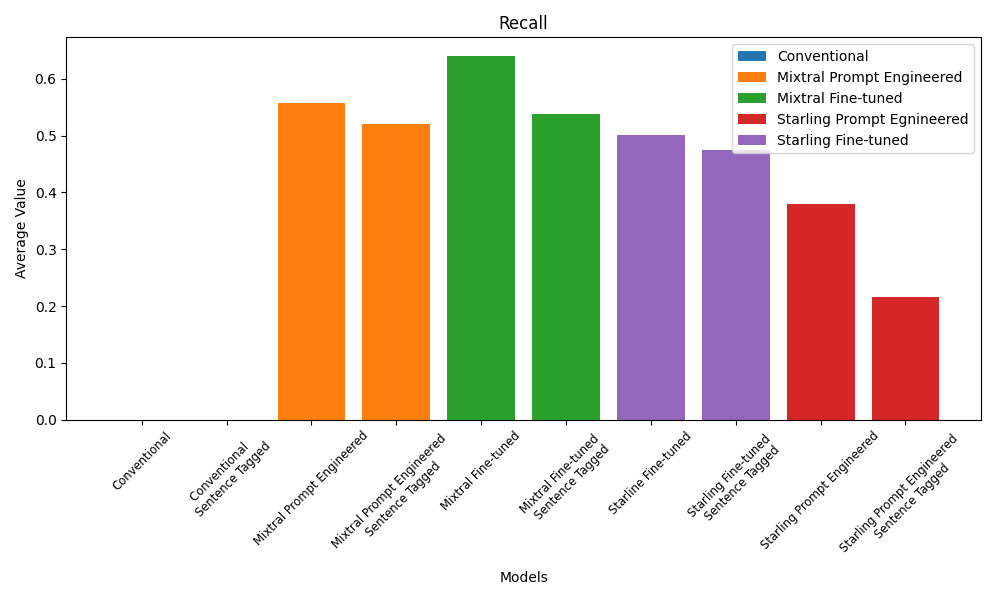 Recall
Conventional
Mixtral Prompt Engineered
Mixtral Fine-tuned
Starling Prompt Egnineered
Starling Fine-tuned
Average Value
0.6
0.5
0.4
0.3
0.2
0.1
0.0
Conventional
Conventional
Sentence Tagged
Mixtral Prompt Engineered
Mixtral Prompt Engineered
Sentence Tagged
Mixtral Fine-tuned
Mixtral Fine-tuned
Sentence Tagged
Starline Fine-tuned
Starling Fine-tuned
Sentence Tagged
Starling Prompt Engineered
Starling Prompt Engineered
Sentence Tagged
Models